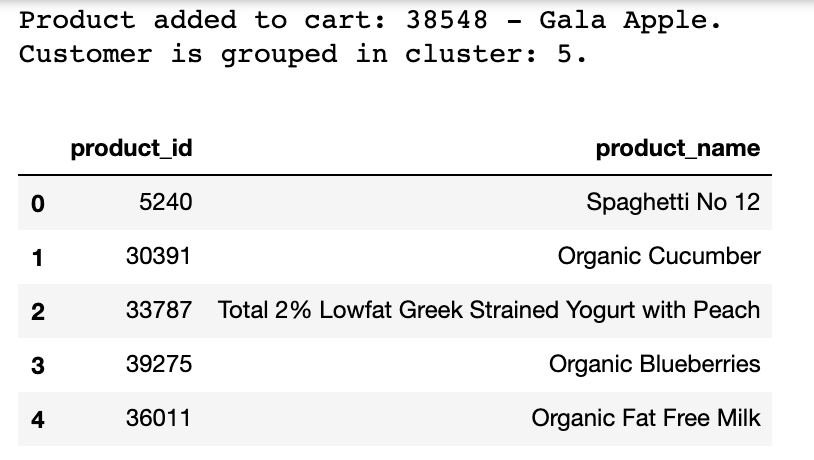 Product added to cart: 38548 - Gala Apple.
Customer is grouped in cluster: 5.
product_id product_name
0 5240 Spaghetti No 12
1 30391 Organic Cucumber
2 33787 Total 2% Lowfat Greek Strained Yogurt with Peach
3 39275 Organic Blueberries
4 36011 Organic Fat Free Milk